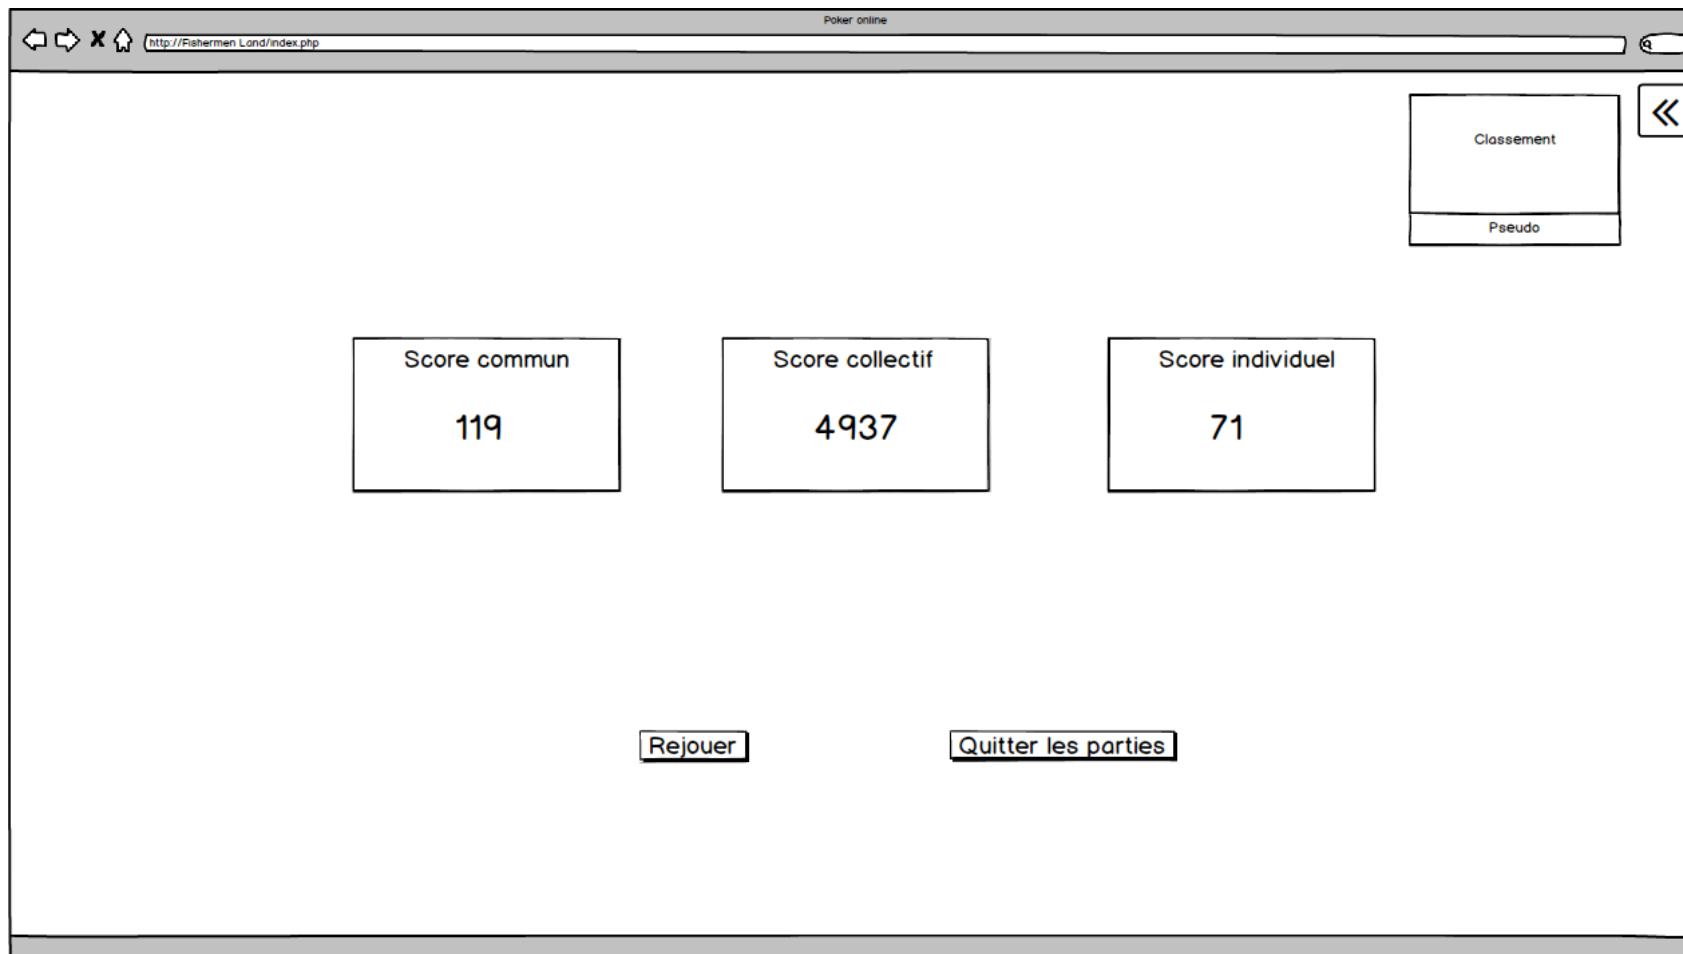 Poker online
http://Fishermen Land/index.php
Classement
Pseudo
Score commun
119
Score collectif
4937
Score individuel
71
Rejouer
Quitter les parties